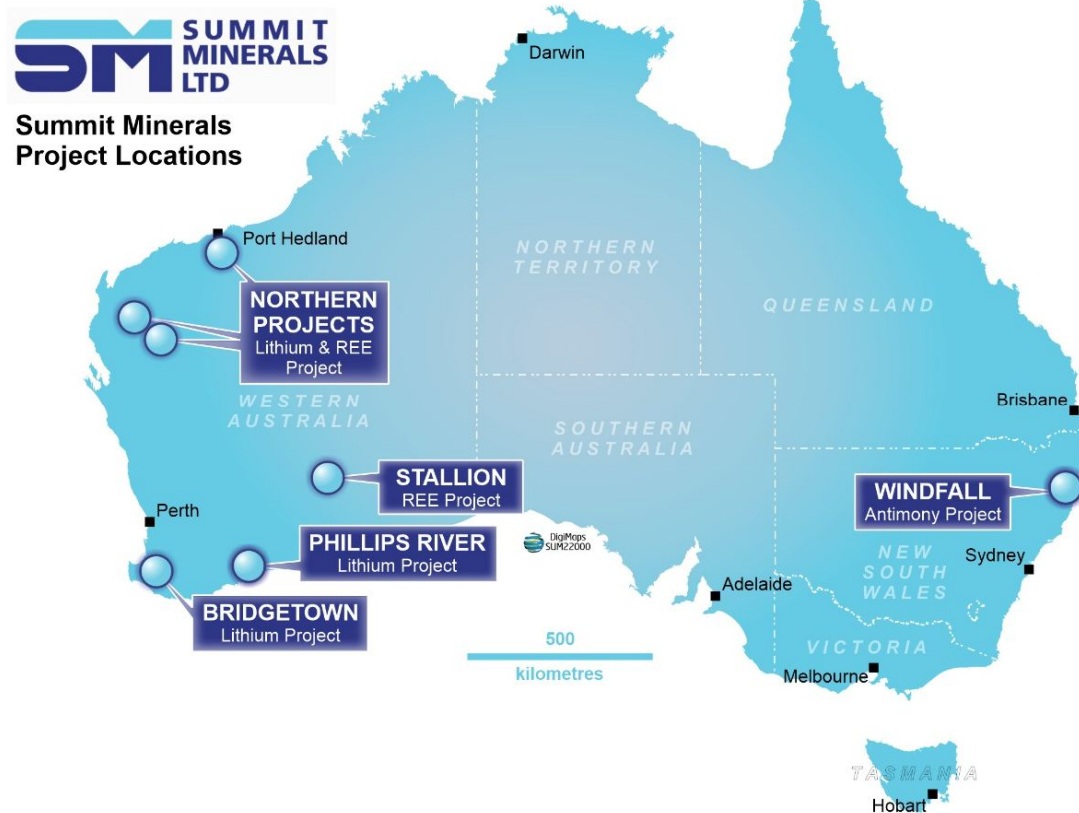 SM
SUMMIT
MINERALS
LTD
Summit Minerals
Project Locations
Darwin
Port Hedland
NORTHERN
TERRITORY
QUEENSLAND
NORTHERN
PROJECTS
Lithium & REE
Project
WESTERN
AUSTRALIA
SOUTHERN
AUSTRALIA
Brisbane
STALLION
REE Project
WINDFALL
Antimony Project
Perth
PHILLIPS RIVER
Lithium Project
DigiMaps
SUM22000
NEW
SOUTH
WALES
Sydney
Adelaide
BRIDGETOWN
Lithium Project
500
kilometres
VICTORIA
Melbourne
TASMANIA
Hobart